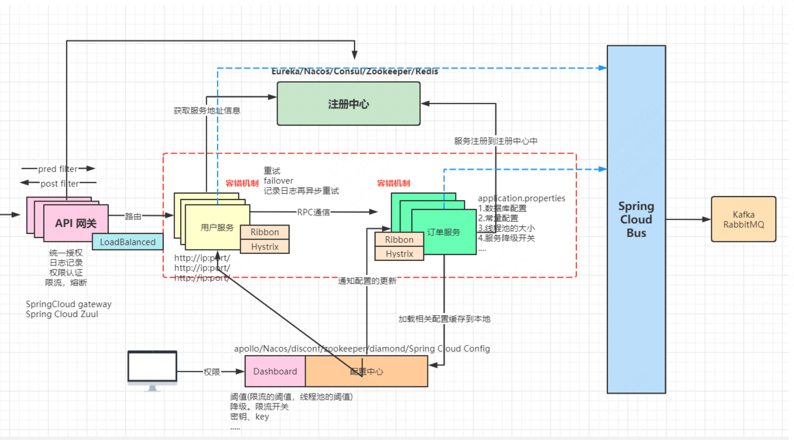 Eureka/Nacos/Consul/Zookeeper/Redis
获取服务地址信息
注册中心
服务注册到注册中心中
pred filter
post filter
API 网关
LoadBalanced
路由
统一授权
日志记录
权限认证
限流，熔断
SpringCloud gateway
Spring Cloud Zuul
容错机制
重试
failover
记录日志再异步重试
用户服务
Ribbon
Hystrix
http://ip:port/
http://ip:port/
http://ip:port/
RPC通信
容错机制
订单服务
Ribbon
Hystrix
application.properties
1.数据库配置
2.常量配置
3.线程池的大小
4.服务降级开关
....
通知配置的更新
加载相关配置缓存到本地
apollo/Nacos/disconf/zookeeper/diamond/Spring Cloud Config
权限
Dashboard
配置中心
阈值(限流的阈值，线程池的阈值)
降级。限流开关
密钥，key
.....
Spring
Cloud
Bus
Kafka
RabbitMQ